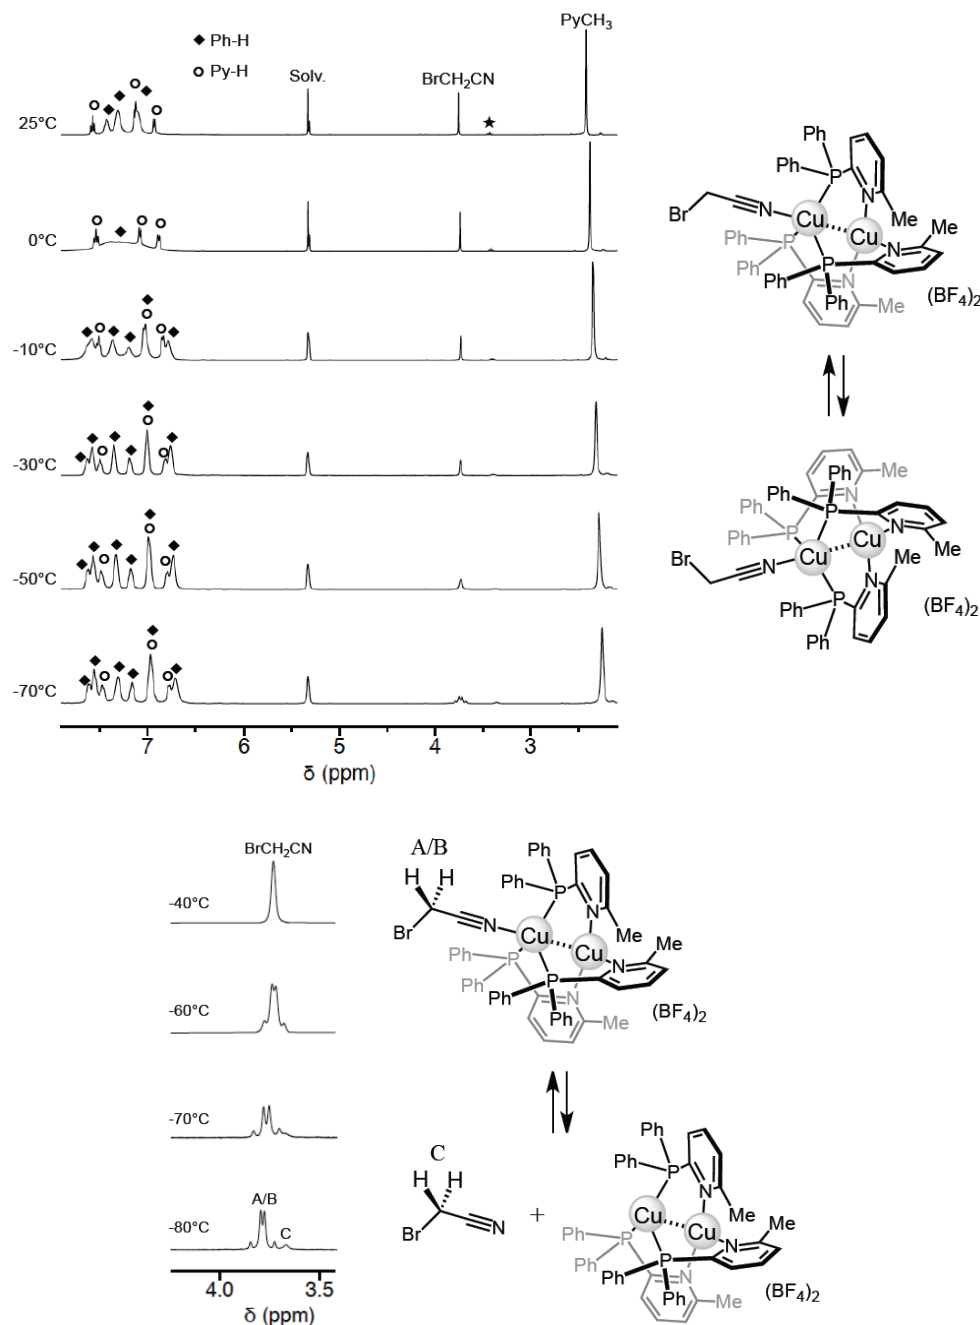 PyCH3
◆ Ph-H
○ Py-H
Solv.
BrCH2CN
25°C
★
0°C
-10°C
-30°C
-50°C
-70°C
7 6 5 4 3
δ (ppm)
Ph
Ph
P
N
Br
N
Cu
Me
Ph
P
Cu
N
Me
Ph
P
Ph
N
Ph
Me
(BF4)2
Me
Ph
Ph
N
Ph
P
N
Ph
P
Cu
Me
Br
N
Cu
Me
N
Ph
P
Ph
(BF4)2
BrCH2CN
-40°C
-60°C
-70°C
-80°C
A/B
C
4.0 3.5
δ (ppm)
A/B
H H
Br
N
Ph
Ph
P
N
Cu
Me
Cu
N
Me
Ph
P
Ph
P
Ph
N
Ph
Me
(BF4)2
C
H H
Br
N
+
Ph
Ph
P
N
Cu
Me
Cu
N
Me
Ph
P
Ph
P
Ph
N
Ph
Me
(BF4)2